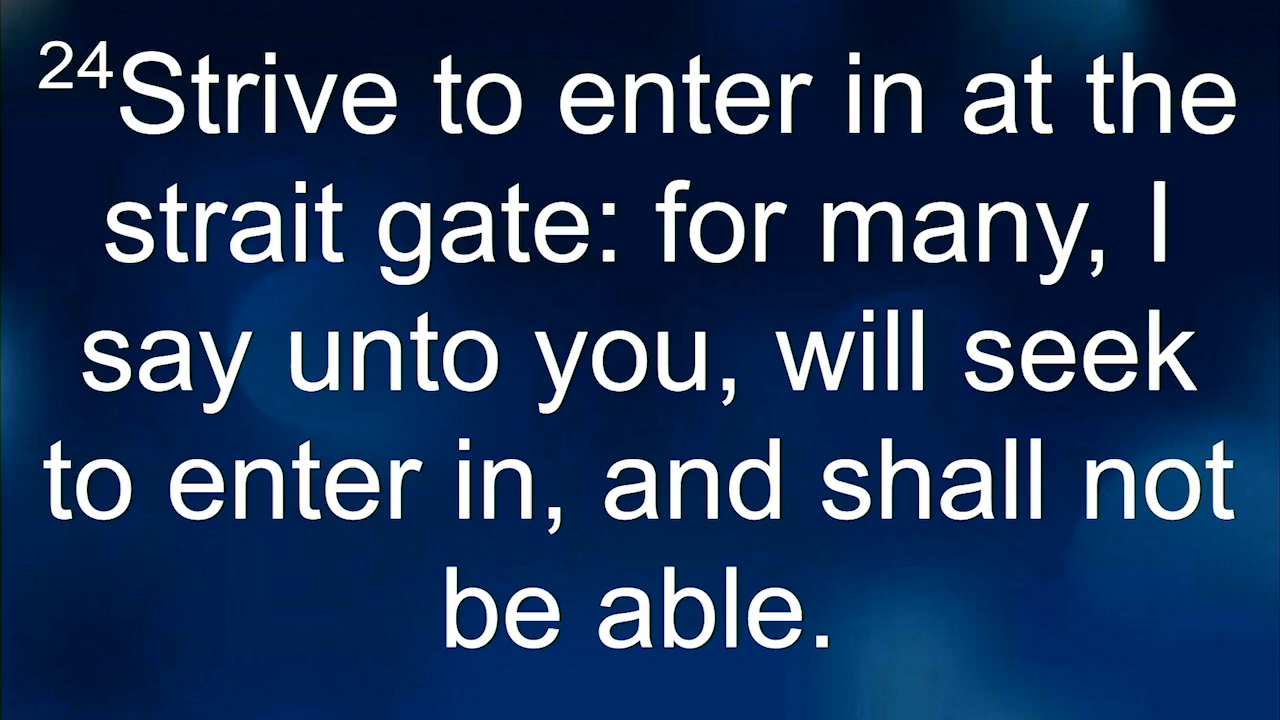 ²⁴Strive to enter in at the
strait gate: for many, I
say unto you, will seek
to enter in, and shall not
be able.